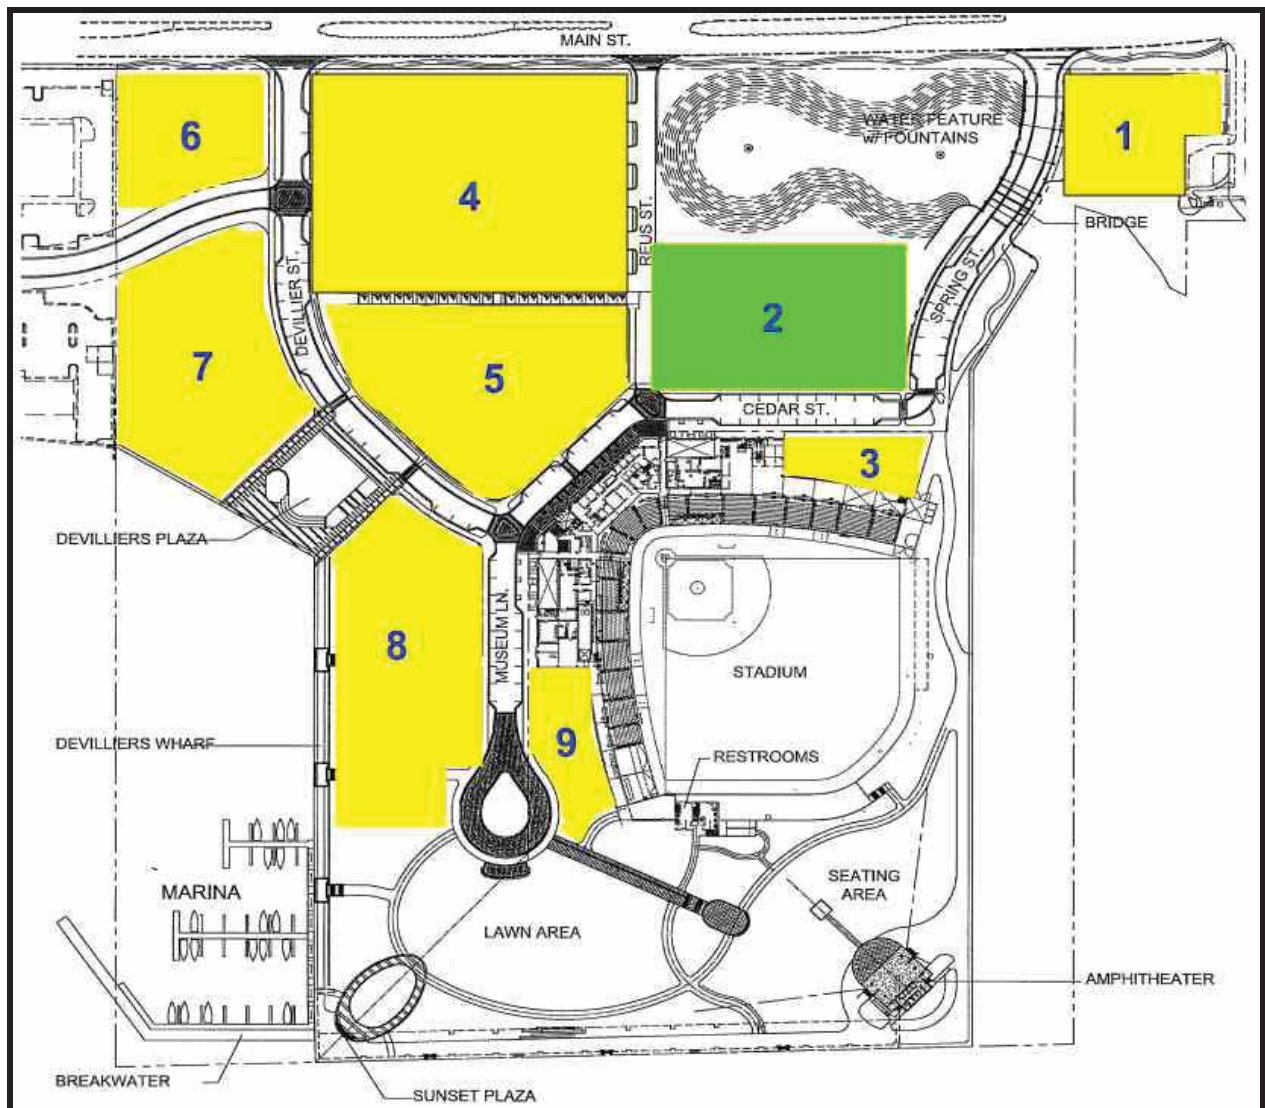 MAIN ST.
6
4
1
WATER FEATURE
w/ FOUNTAINS
REUS ST.
BRIDGE
DEVILLIER ST.
SPRING ST.
2
7
5
CEDAR ST.
3
DEVILLIERS PLAZA
8
MUSEUM LN.
STADIUM
DEVILLIERS WHARF
9
RESTROOMS
MARINA
SEATING
AREA
LAWN AREA
AMPHITHEATER
BREAKWATER
SUNSET PLAZA